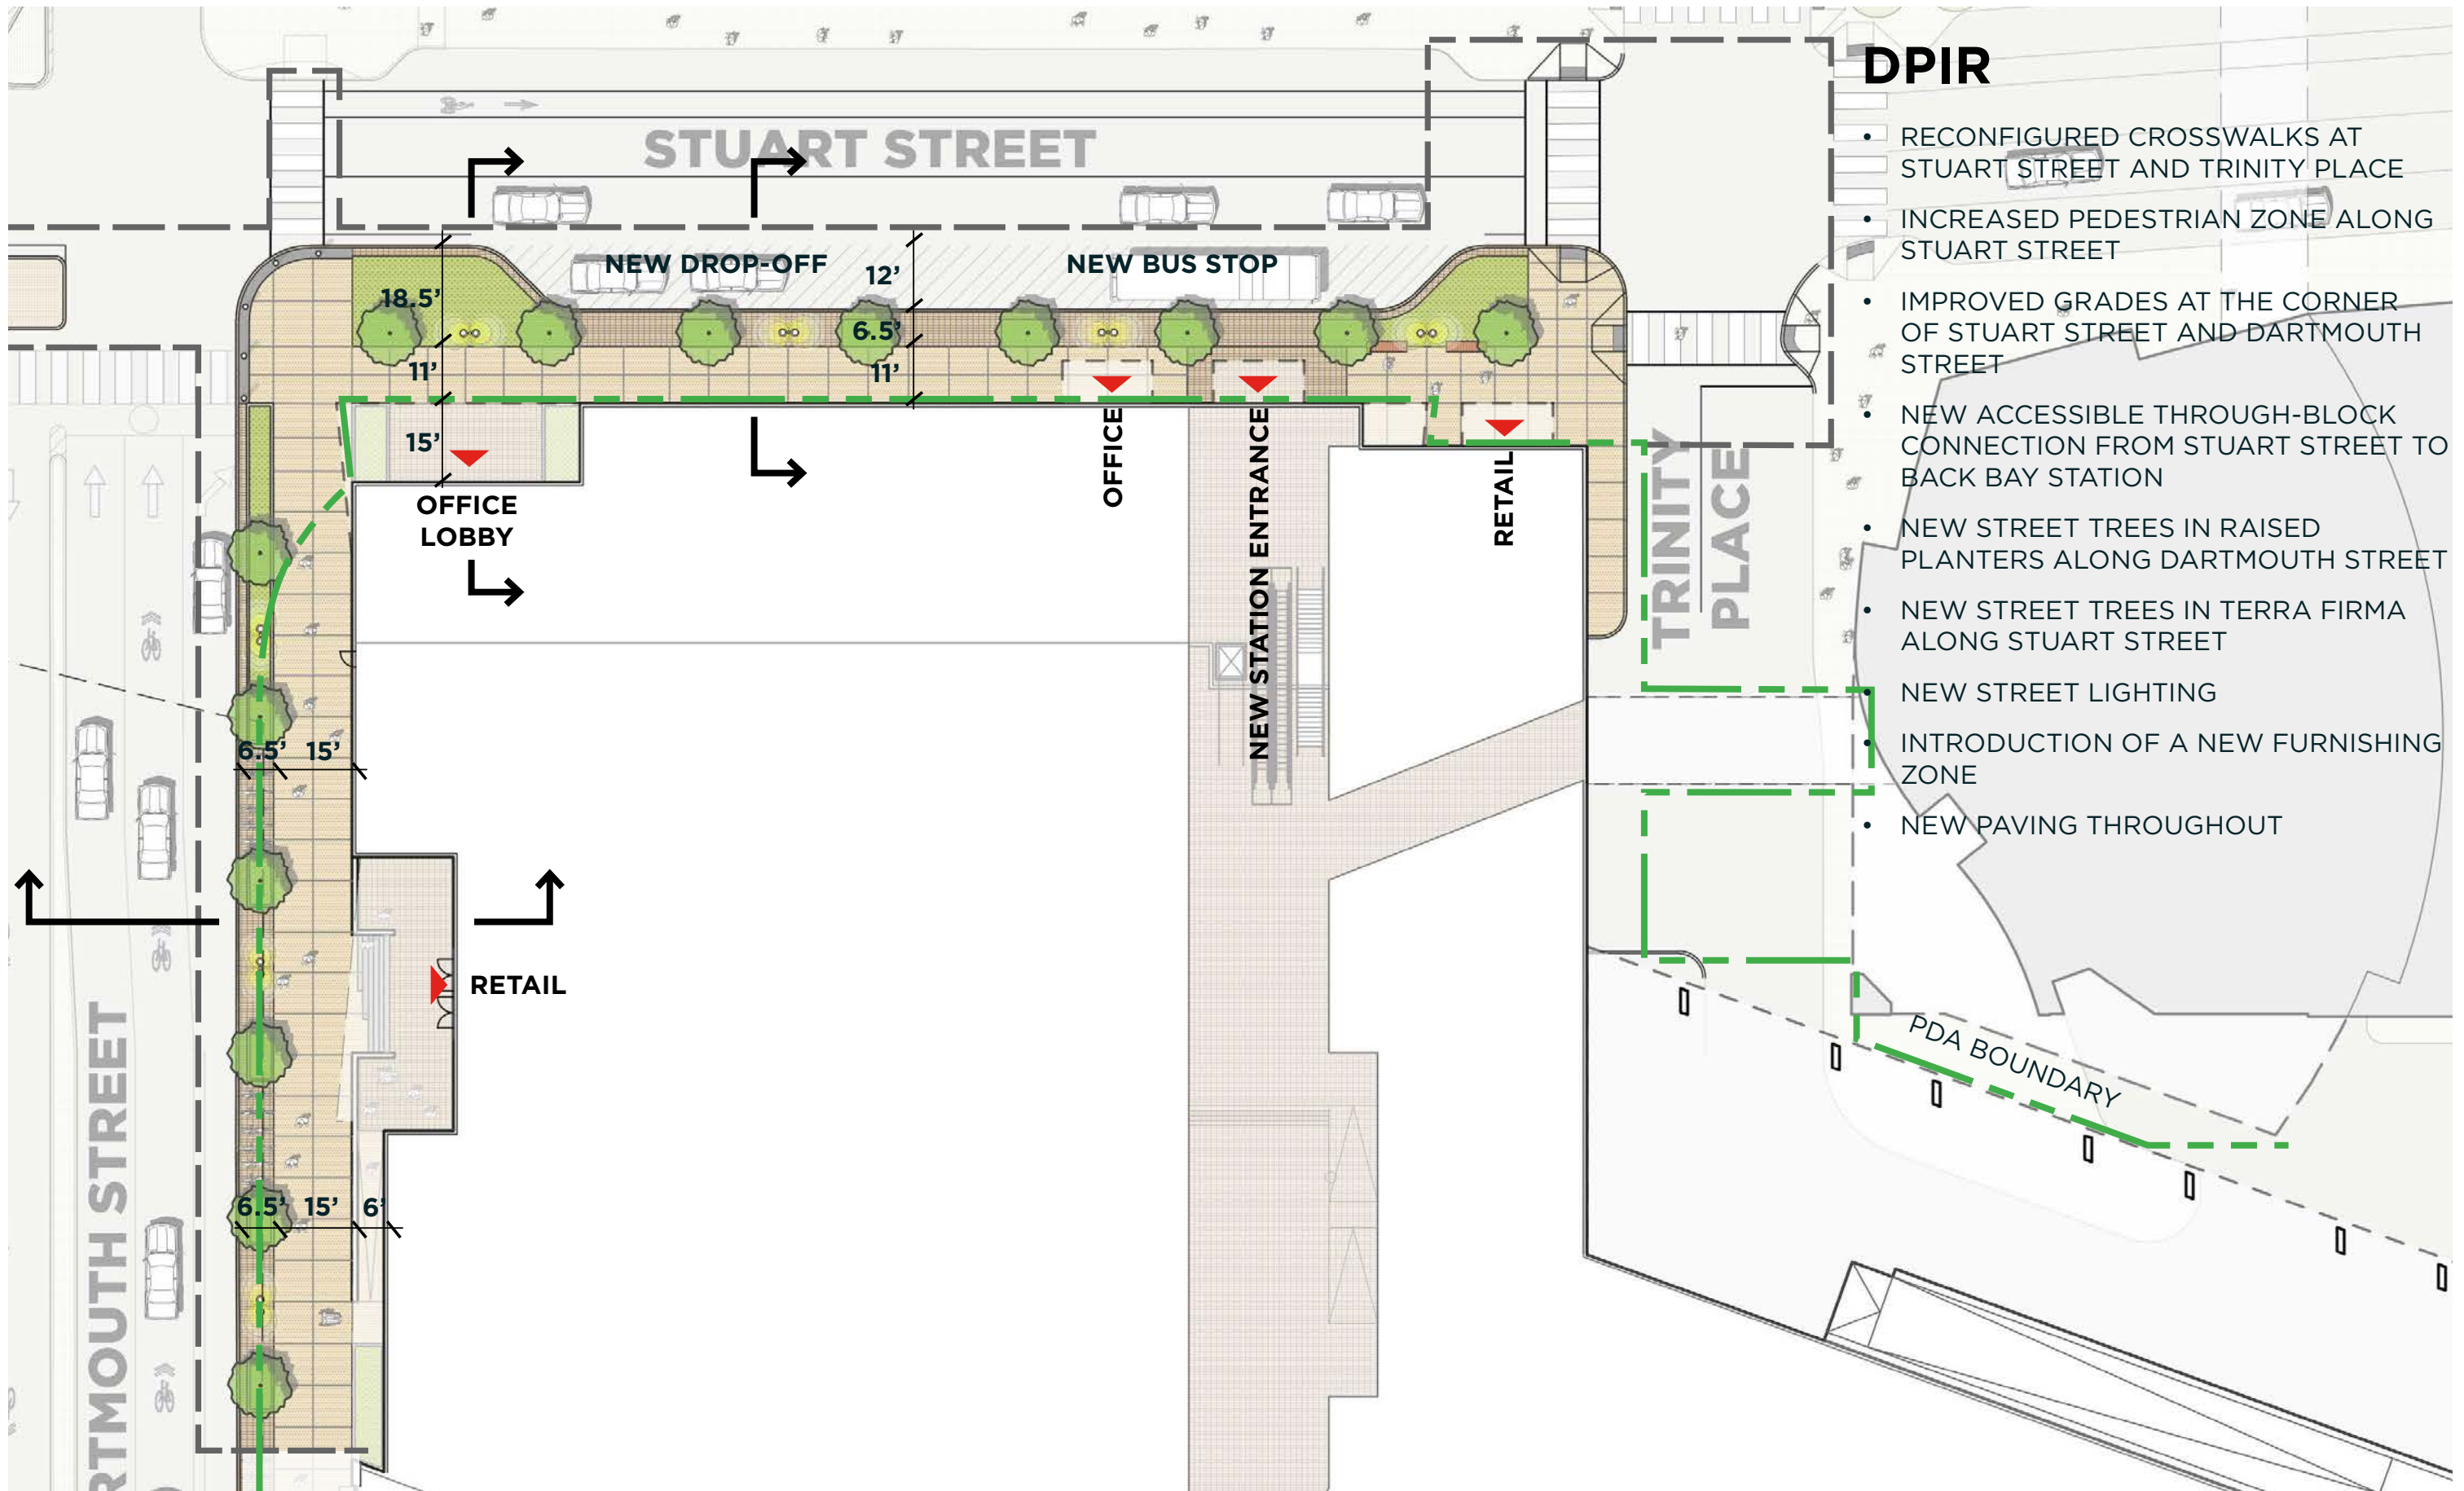 STUART STREET
NEW DROP-OFF
12’
NEW BUS STOP
18.5’
6.5’
11’
11’
15’
OFFICE
LOBBY
OFFICE
NEW STATION ENTRANCE
RETAIL
TRINITY
PLACE
6.5’ 15’
RETAIL
6.5’ 15’ 6’
RTMOUTH STREET
PDA BOUNDARY
DPIR
• RECONFIGURED CROSSWALKS AT
STUART STREET AND TRINITY PLACE
• INCREASED PEDESTRIAN ZONE ALONG
STUART STREET
• IMPROVED GRADES AT THE CORNER
OF STUART STREET AND DARTMOUTH
STREET
• NEW ACCESSIBLE THROUGH-BLOCK
CONNECTION FROM STUART STREET TO
BACK BAY STATION
• NEW STREET TREES IN RAISED
PLANTERS ALONG DARTMOUTH STREET
• NEW STREET TREES IN TERRA FIRMA
ALONG STUART STREET
• NEW STREET LIGHTING
• INTRODUCTION OF A NEW FURNISHING
ZONE
• NEW PAVING THROUGHOUT